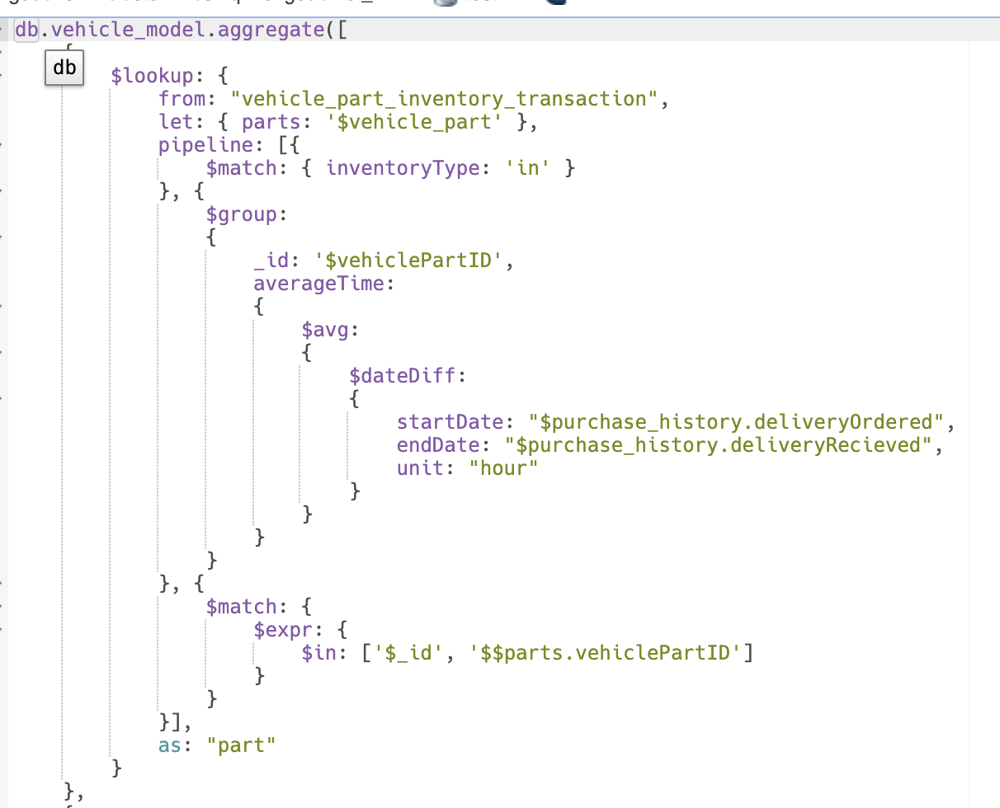 db.vehicle_model.aggregate([
{
db
$lookup: {
from: "vehicle_part_inventory_transaction",
let: { parts: '$vehicle_part' },
pipeline: [{
$match: { inventoryType: 'in' }
}, {
$group:
{
_id: '$vehiclePartID',
averageTime:
{
$avg:
{
$dateDiff:
{
startDate: "$purchase_history.deliveryOrdered",
endDate: "$purchase_history.deliveryRecieved",
unit: "hour"
}
}
}
}
}, {
$match: {
$expr: {
$in: ['$_id', '$$parts.vehiclePartID']
}
}
}],
as: "part"
}
},